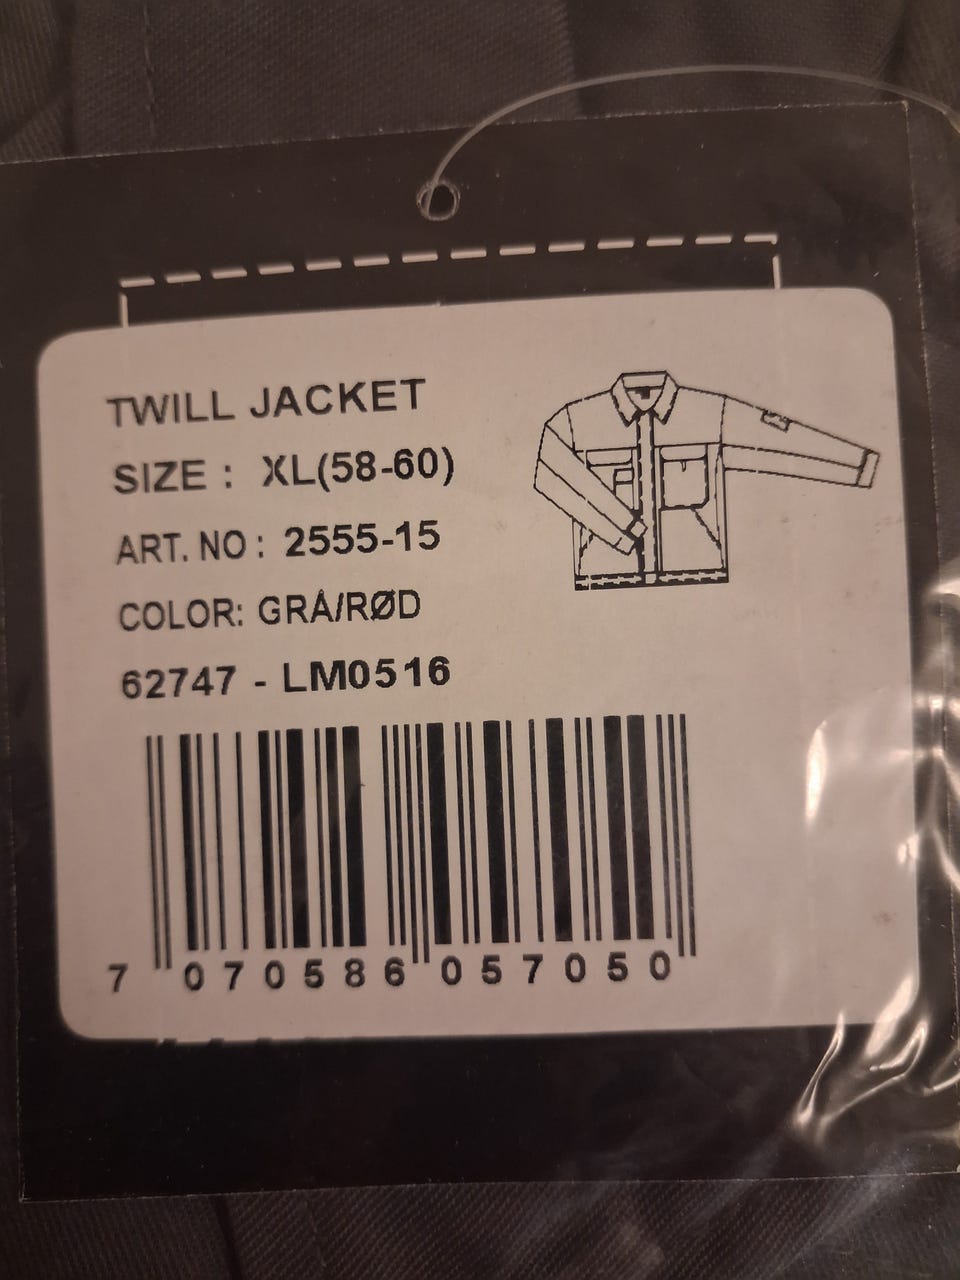 TWILL JACKET
SIZE : XL(58-60)
ART. NO : 2555-15
COLOR: GRÅ/RØD
62747 - LM0516
7 070586 057050